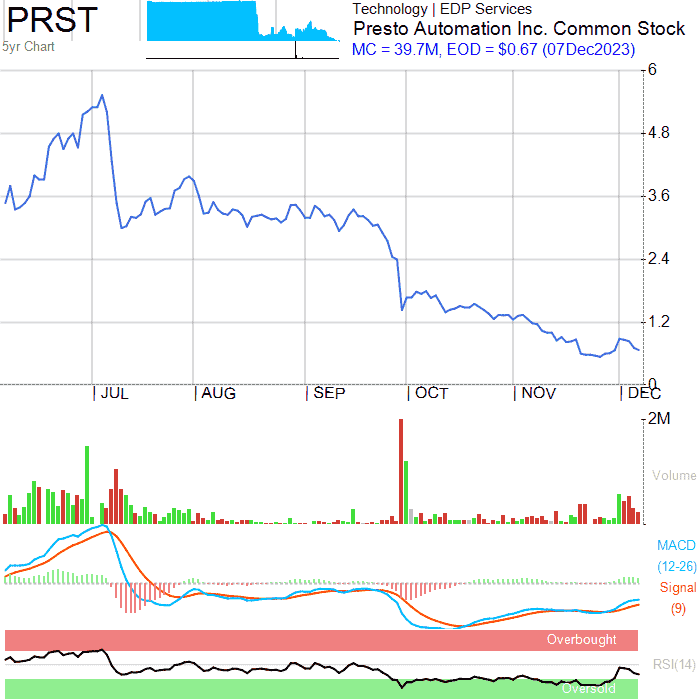 PRST
5yr Chart
Technology | EDP Services
Presto Automation Inc. Common Stock
MC = 39.7M, EOD = $0.67 (07Dec2023)
6
4.8
3.6
2.4
1.2
0
JUL AUG SEP OCT NOV DEC
2M
Volume
MACD
(12-26)
Signal
(9)
Overbought
RSI(14)
Oversold